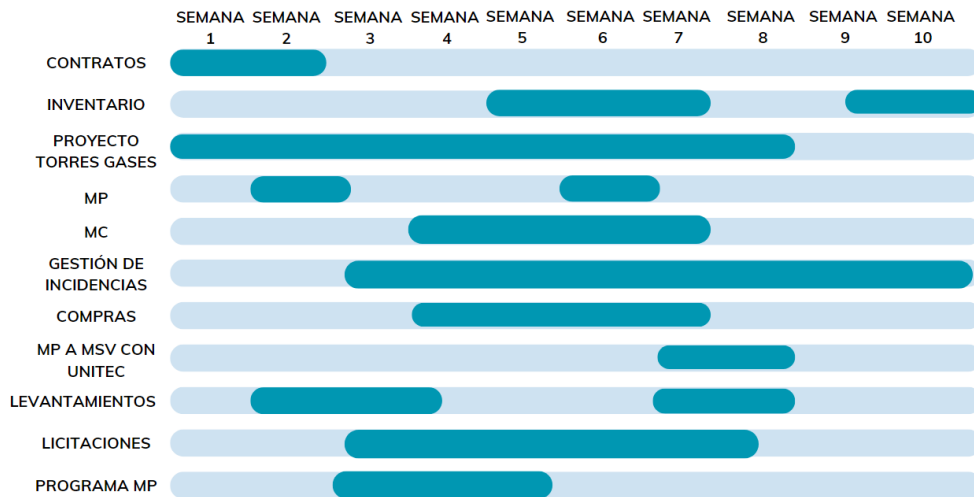 SEMANA SEMANA SEMANA SEMANA SEMANA SEMANA SEMANA SEMANA SEMANA SEMANA
1 2 3 4 5 6 7 8 9 10
CONTRATOS
INVENTARIO
PROYECTO
TORRES GASES
MP
MC
GESTIÓN DE
INCIDENCIAS
COMPRAS
MP A MSV CON
UNITEC
LEVANTAMIENTOS
LICITACIONES
PROGRAMA MP